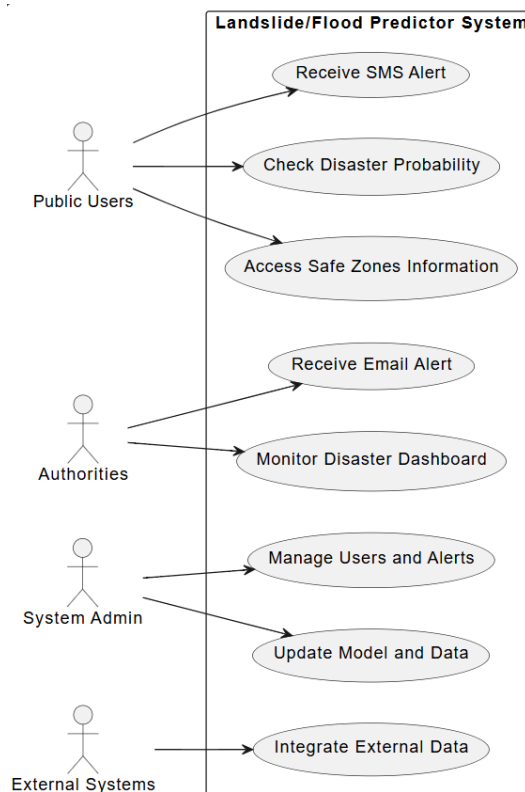 Landslide/Flood Predictor System
Receive SMS Alert
Public Users
Check Disaster Probability
Access Safe Zones Information
Receive Email Alert
Authorities
Monitor Disaster Dashboard
System Admin
Manage Users and Alerts
Update Model and Data
External Systems
Integrate External Data